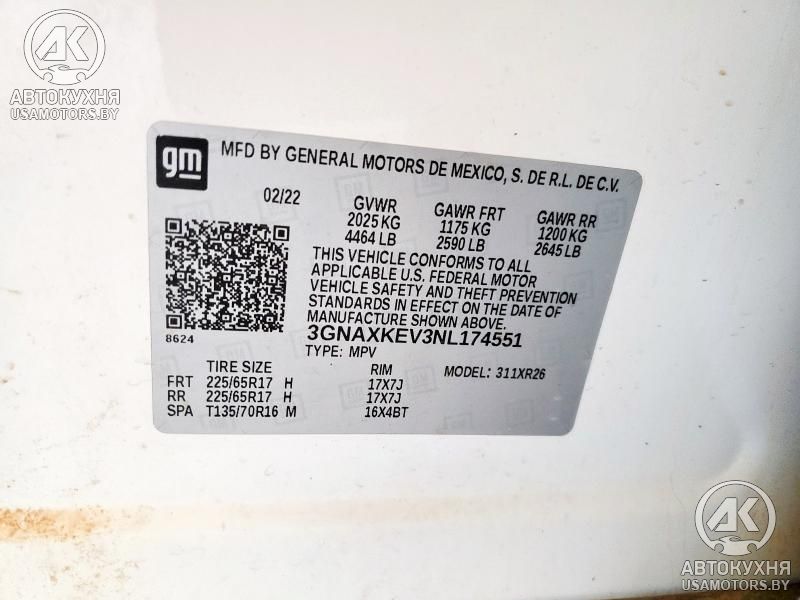 АК
АВТОКУХНЯ
USAMOTORS.BY
gm
MFD BY GENERAL MOTORS DE MEXICO, S. DE R.L. DE C.V.
02/22 GVWR GAWR FRT GAWR RR
2025 KG 1175 KG 1200 KG
4464 LB 2590 LB 2645 LB
THIS VEHICLE CONFORMS TO ALL
APPLICABLE U.S. FEDERAL MOTOR
VEHICLE SAFETY AND THEFT PREVENTION
STANDARDS IN EFFECT ON THE DATE OF
MANUFACTURE SHOWN ABOVE.
8624
3GNAXKEV3NL174551
TYPE: MPV
TIRE SIZE RIM MODEL: 311XR26
FRT 225/65R17 H 17X7J
RR 225/65R17 H 17X7J
SPA T135/70R16 M 16X4BT
АК
АВТОКУХНЯ
USAMOTORS.BY